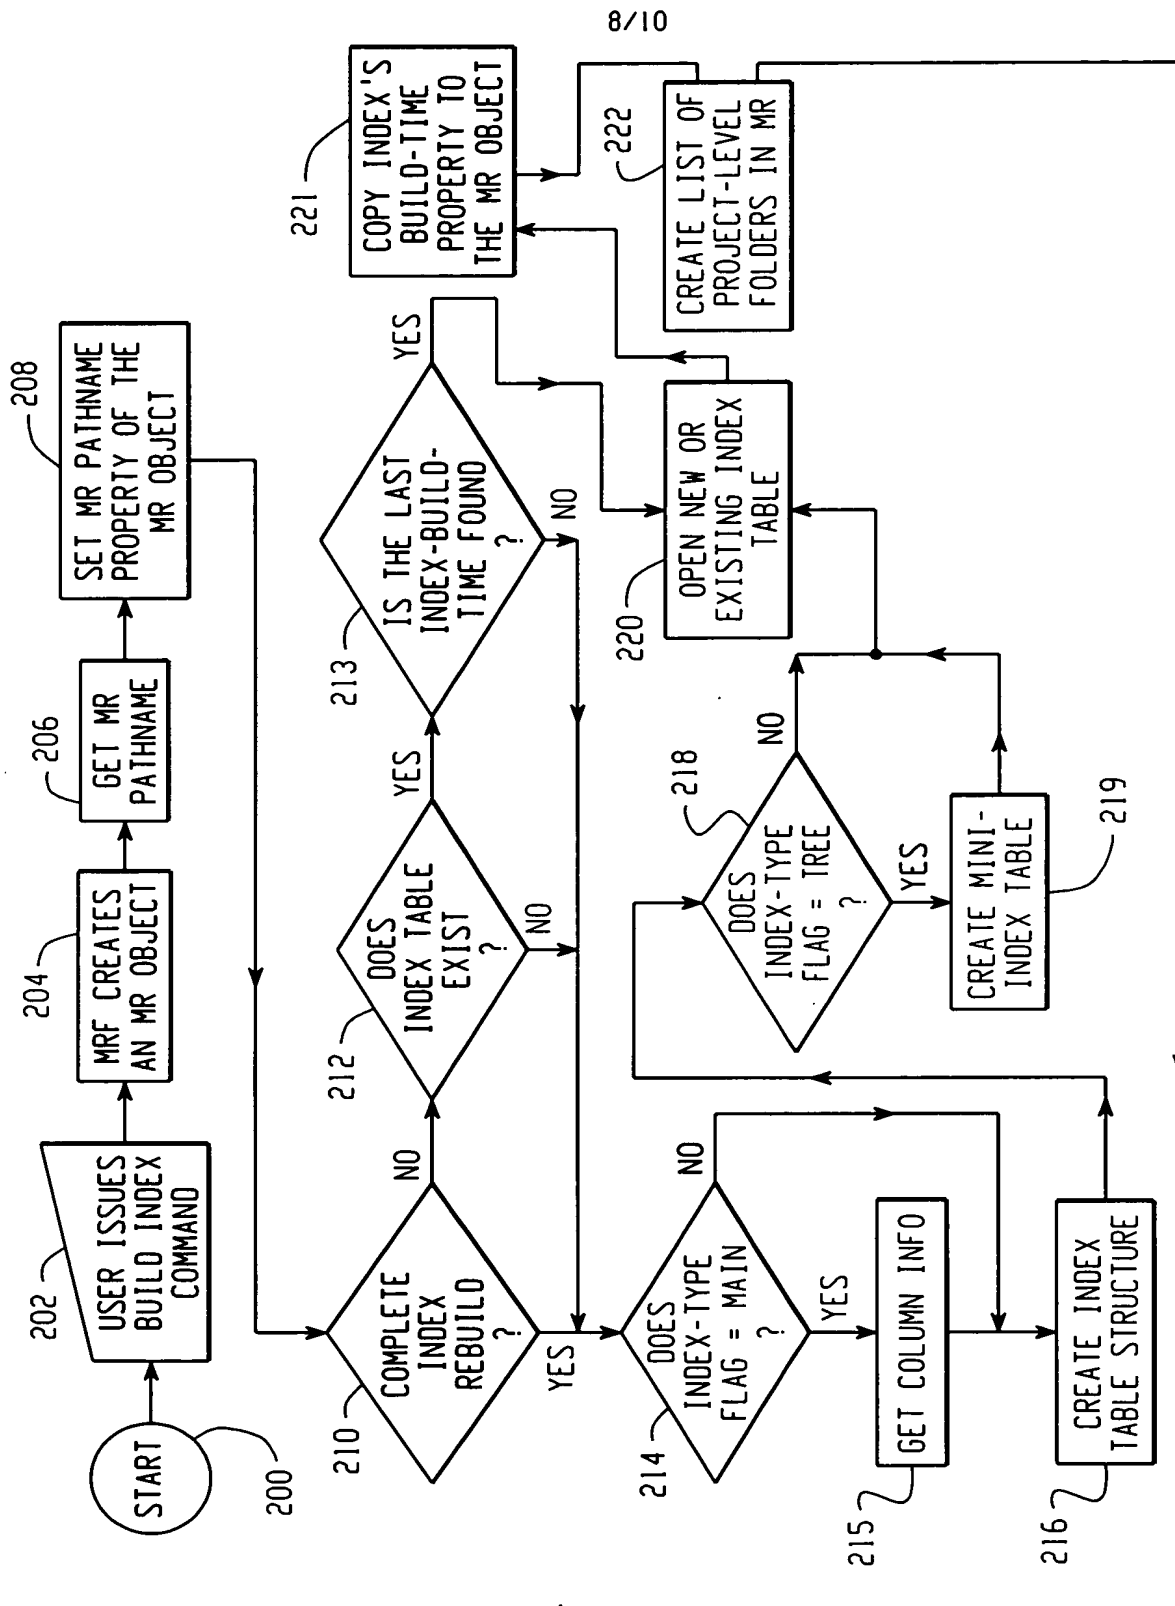 8/10
START
200
USER ISSUES
BUILD INDEX
COMMAND
202
MRF CREATES
AN MR OBJECT
204
GET MR
PATHNAME
206
SET MR PATHNAME
PROPERTY OF THE
MR OBJECT
208
COMPLETE
INDEX
REBUILD
?
210
NO
YES
DOES
INDEX TABLE
EXIST
?
212
YES
NO
IS THE LAST
INDEX-BUILD-
TIME FOUND
?
213
YES
NO
COPY INDEX'S
BUILD-TIME
PROPERTY TO
THE MR OBJECT
221
DOES
INDEX-TYPE
FLAG = MAIN
?
214
NO
YES
GET COLUMN INFO
215
CREATE INDEX
TABLE STRUCTURE
216
DOES
INDEX-TYPE
FLAG = TREE
?
218
NO
YES
CREATE MINI-
INDEX TABLE
219
OPEN NEW OR
EXISTING INDEX
TABLE
220
CREATE LIST OF
PROJECT-LEVEL
FOLDERS IN MR
222